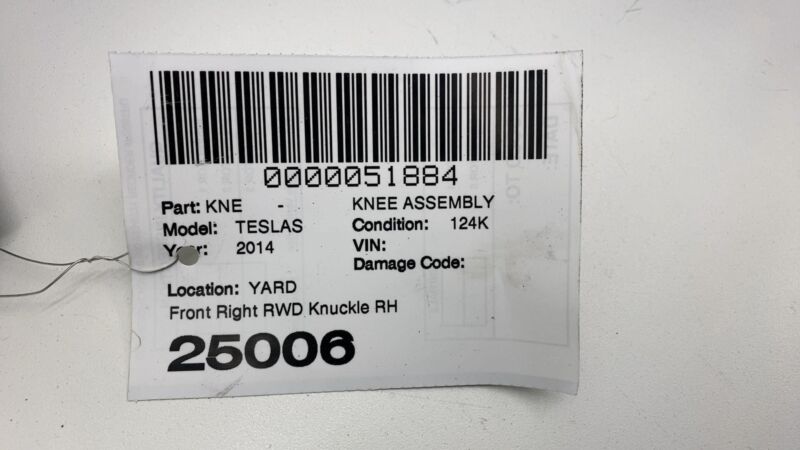 0000051884
Part: KNE - KNEE ASSEMBLY
Model: TESLAS Condition: 124K
Year: 2014 VIN:
Damage Code:
Location: YARD
Front Right RWD Knuckle RH
25006